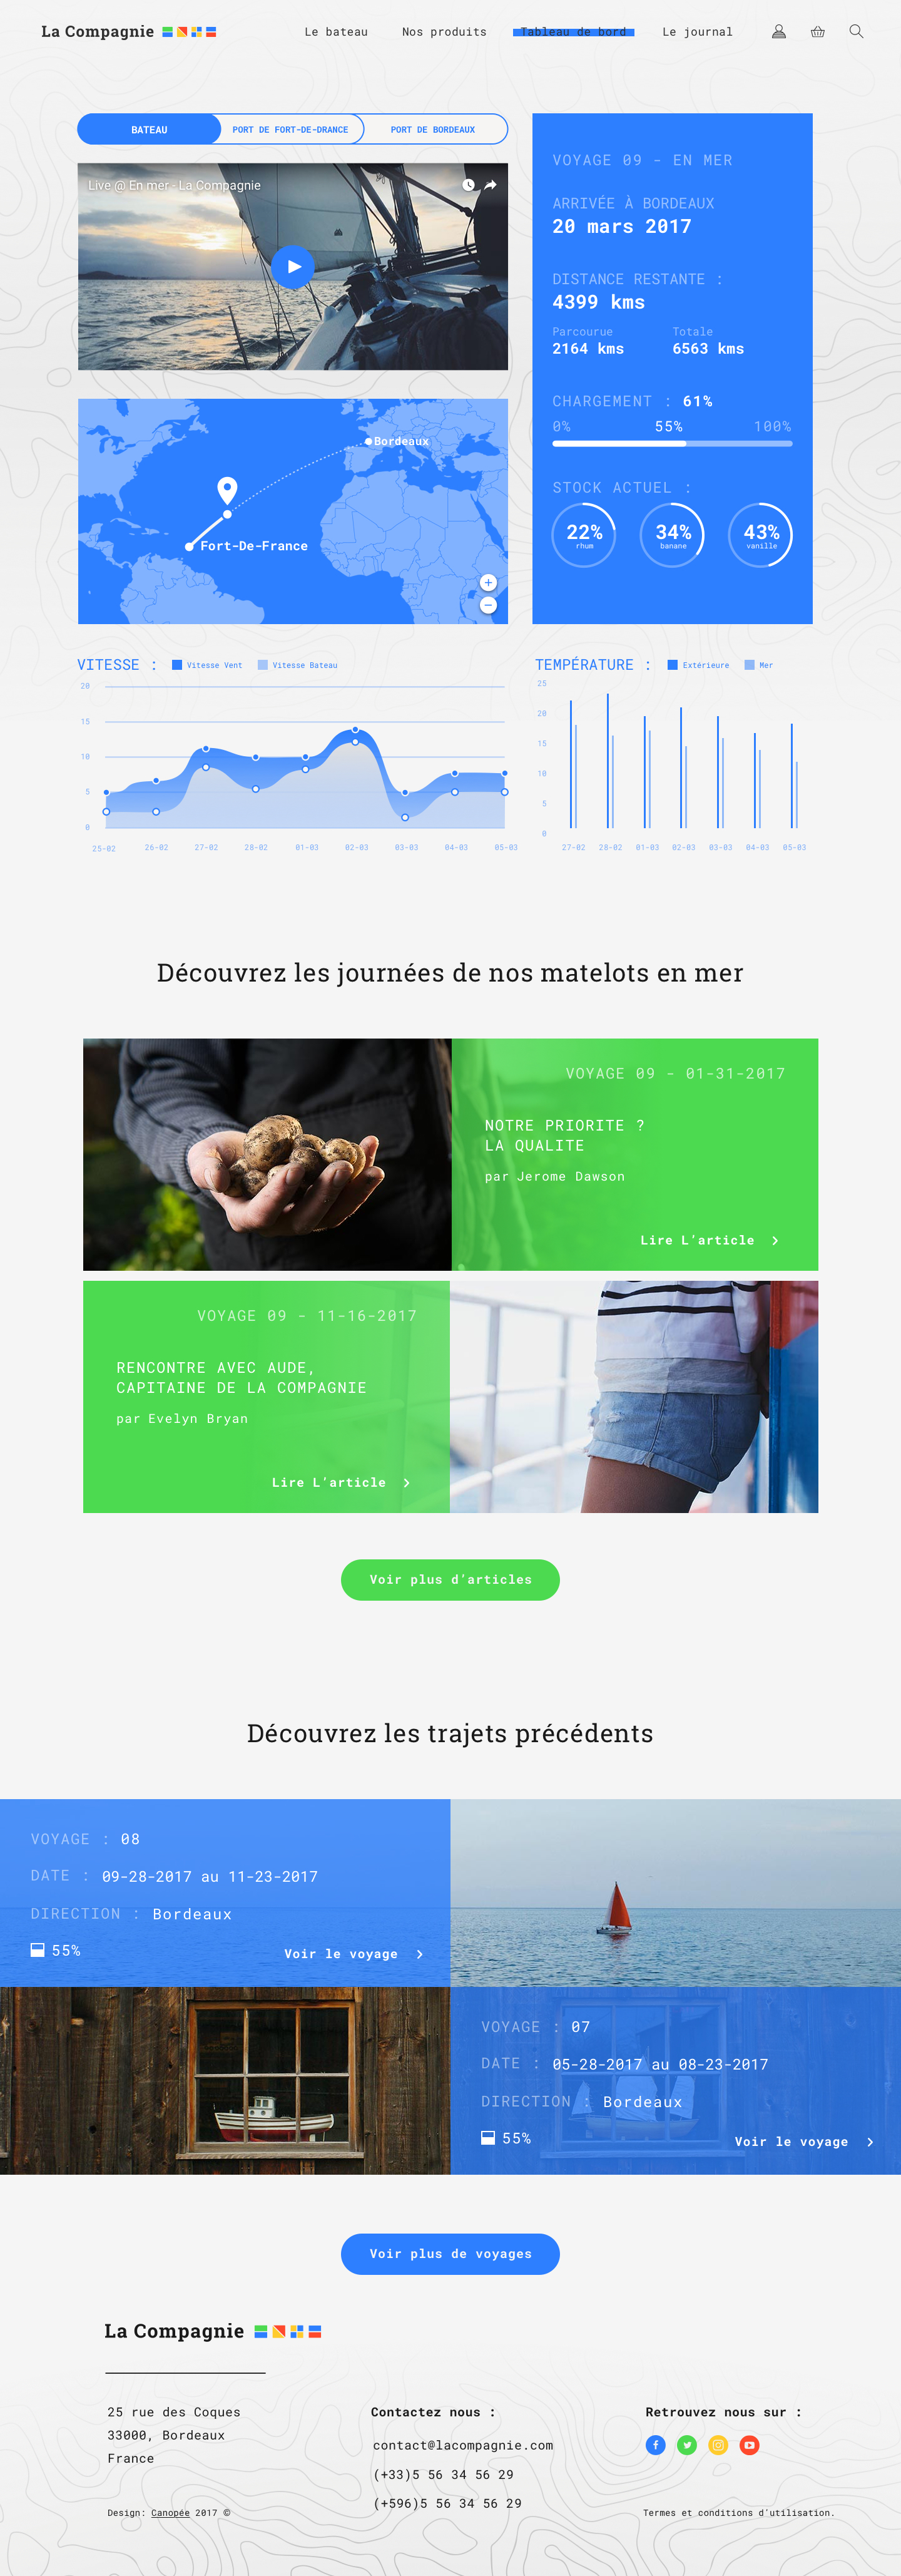 La Compagnie
Le bateau
Nos produits
Tableau de bord
Le journal
BATEAU
PORT DE FORT-DE-DRANCE
PORT DE BORDEAUX
Live @ En mer - La Compagnie
Bordeaux
Fort-De-France
+
−
VOYAGE 09 - EN MER
ARRIVÉE À BORDEAUX
20 mars 2017
DISTANCE RESTANTE :
4399 kms
Parcourue
Totale
2164 kms
6563 kms
CHARGEMENT : 61%
0%
55%
100%
STOCK ACTUEL :
22%
rhum
34%
banane
43%
vanille
VITESSE :
Vitesse Vent
Vitesse Bateau
20
15
10
5
0
25-02
26-02
27-02
28-02
01-03
02-03
03-03
04-03
05-03
TEMPÉRATURE :
Extérieure
Mer
25
20
15
10
5
0
27-02
28-02
01-03
02-03
03-03
04-03
05-03
Découvrez les journées de nos matelots en mer
VOYAGE 09 - 01-31-2017
NOTRE PRIORITE ?
LA QUALITE
par Jerome Dawson
Lire L'article
VOYAGE 09 - 11-16-2017
RENCONTRE AVEC AUDE,
CAPITAINE DE LA COMPAGNIE
par Evelyn Bryan
Lire L'article
Voir plus d'articles
Découvrez les trajets précédents
VOYAGE : 08
DATE : 09-28-2017 au 11-23-2017
DIRECTION : Bordeaux
55%
Voir le voyage
VOYAGE : 07
DATE : 05-28-2017 au 08-23-2017
DIRECTION : Bordeaux
55%
Voir le voyage
Voir plus de voyages
La Compagnie
25 rue des Coques
33000, Bordeaux
France
Contactez nous :
contact@lacompagnie.com
(+33)5 56 34 56 29
(+596)5 56 34 56 29
Retrouvez nous sur :
Design: Canopée 2017 ©
Termes et conditions d'utilisation.